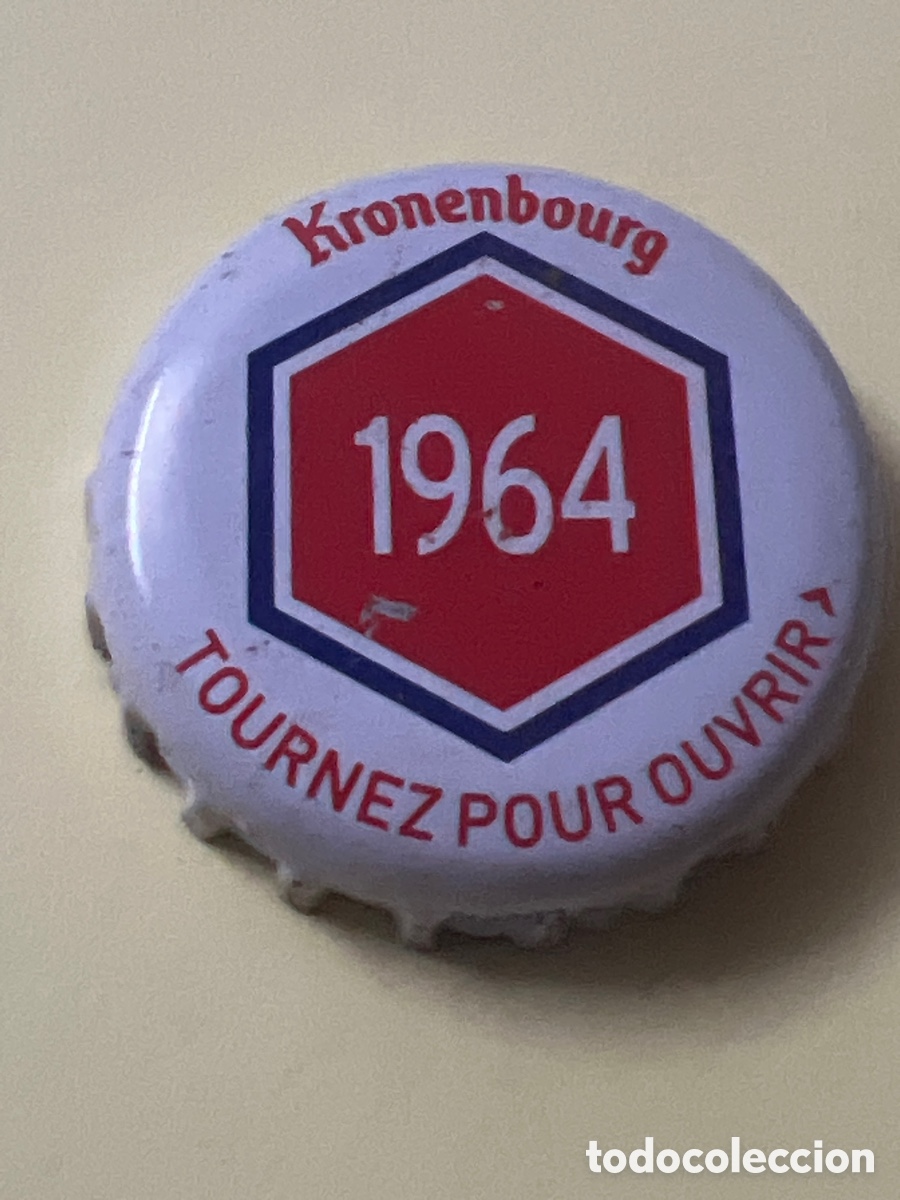 Kronenbourg
1964
TOURNEZ POUR OUVRIR >
todocoleccion